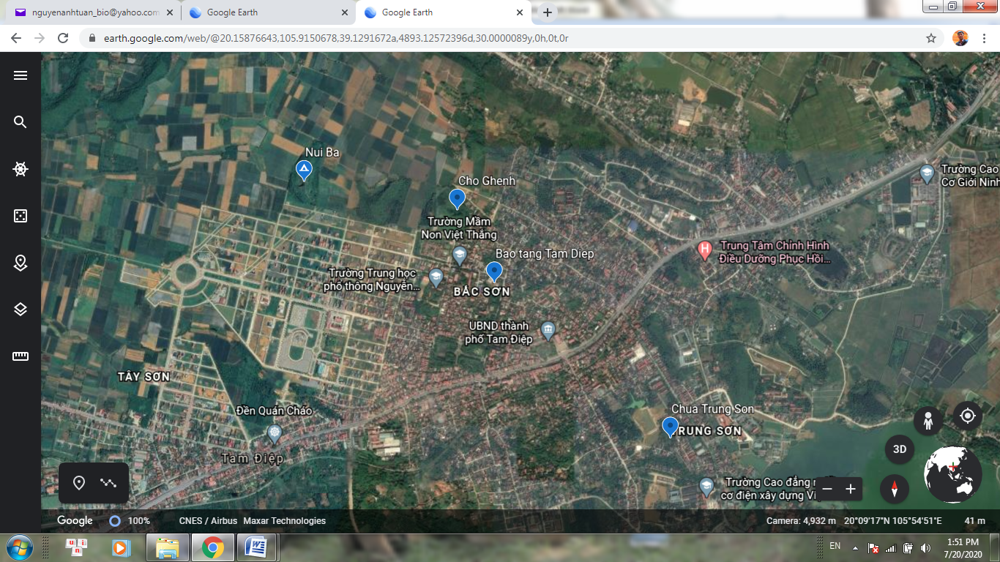 nguyenanhtuan_bio@yahoo.com
Google Earth
Google Earth
earth.google.com/web/@20.15876643,105.9150678,39.1291672a,4893.12572396d,30.0000089y,0h,0t,0r
Nui Ba
Trường Cao
Cơ Giới Ninh
Cho Ghenh
Trường Mầm
Non Việt Thắng
Trung Tâm Chỉnh Hình
Điều Dưỡng Phục Hồi...
Bao tang Tam Diep
Trường Trung học
phổ thông Nguyễn...
BẮC SƠN
UBND thành
phố Tam Điệp
TÂY SƠN
Đền Quán Cháo
Chua Trung Son
RUNG SƠN
Tam Điệp
3D
Trường Cao đẳng
cơ điện xây dựng
Google
100%
CNES / Airbus Maxar Technologies
Camera: 4,932 m 20°09'17"N 105°54'51"E 41 m
uni
n
EN
1:51 PM
7/20/2020